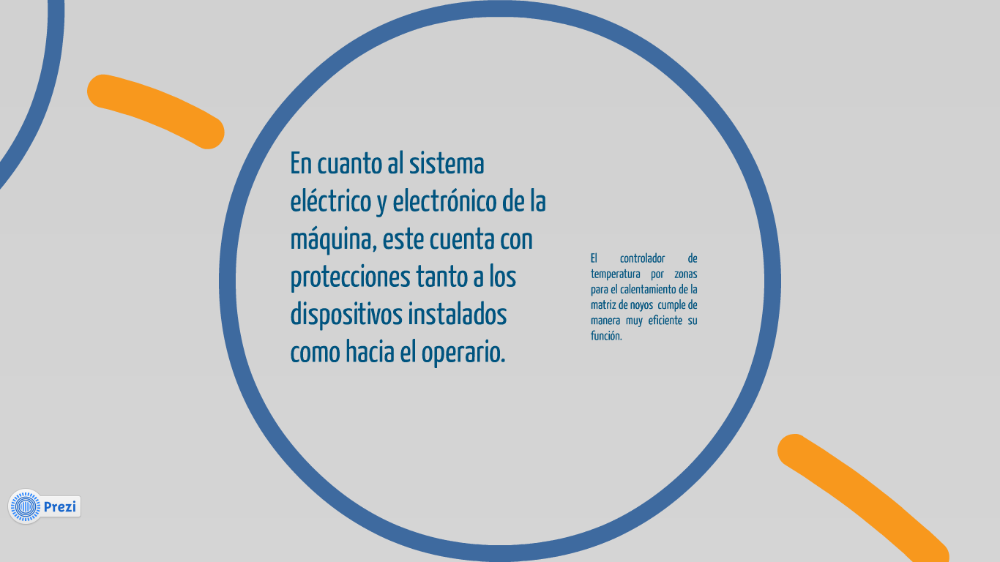 En cuanto al sistema
eléctrico y electrónico de la
máquina, este cuenta con
protecciones tanto a los
dispositivos instalados
como hacia el operario.
El controlador de
temperatura por zonas
para el calentamiento de la
matriz de noyos cumple de
manera muy eficiente su
función.
Prezi